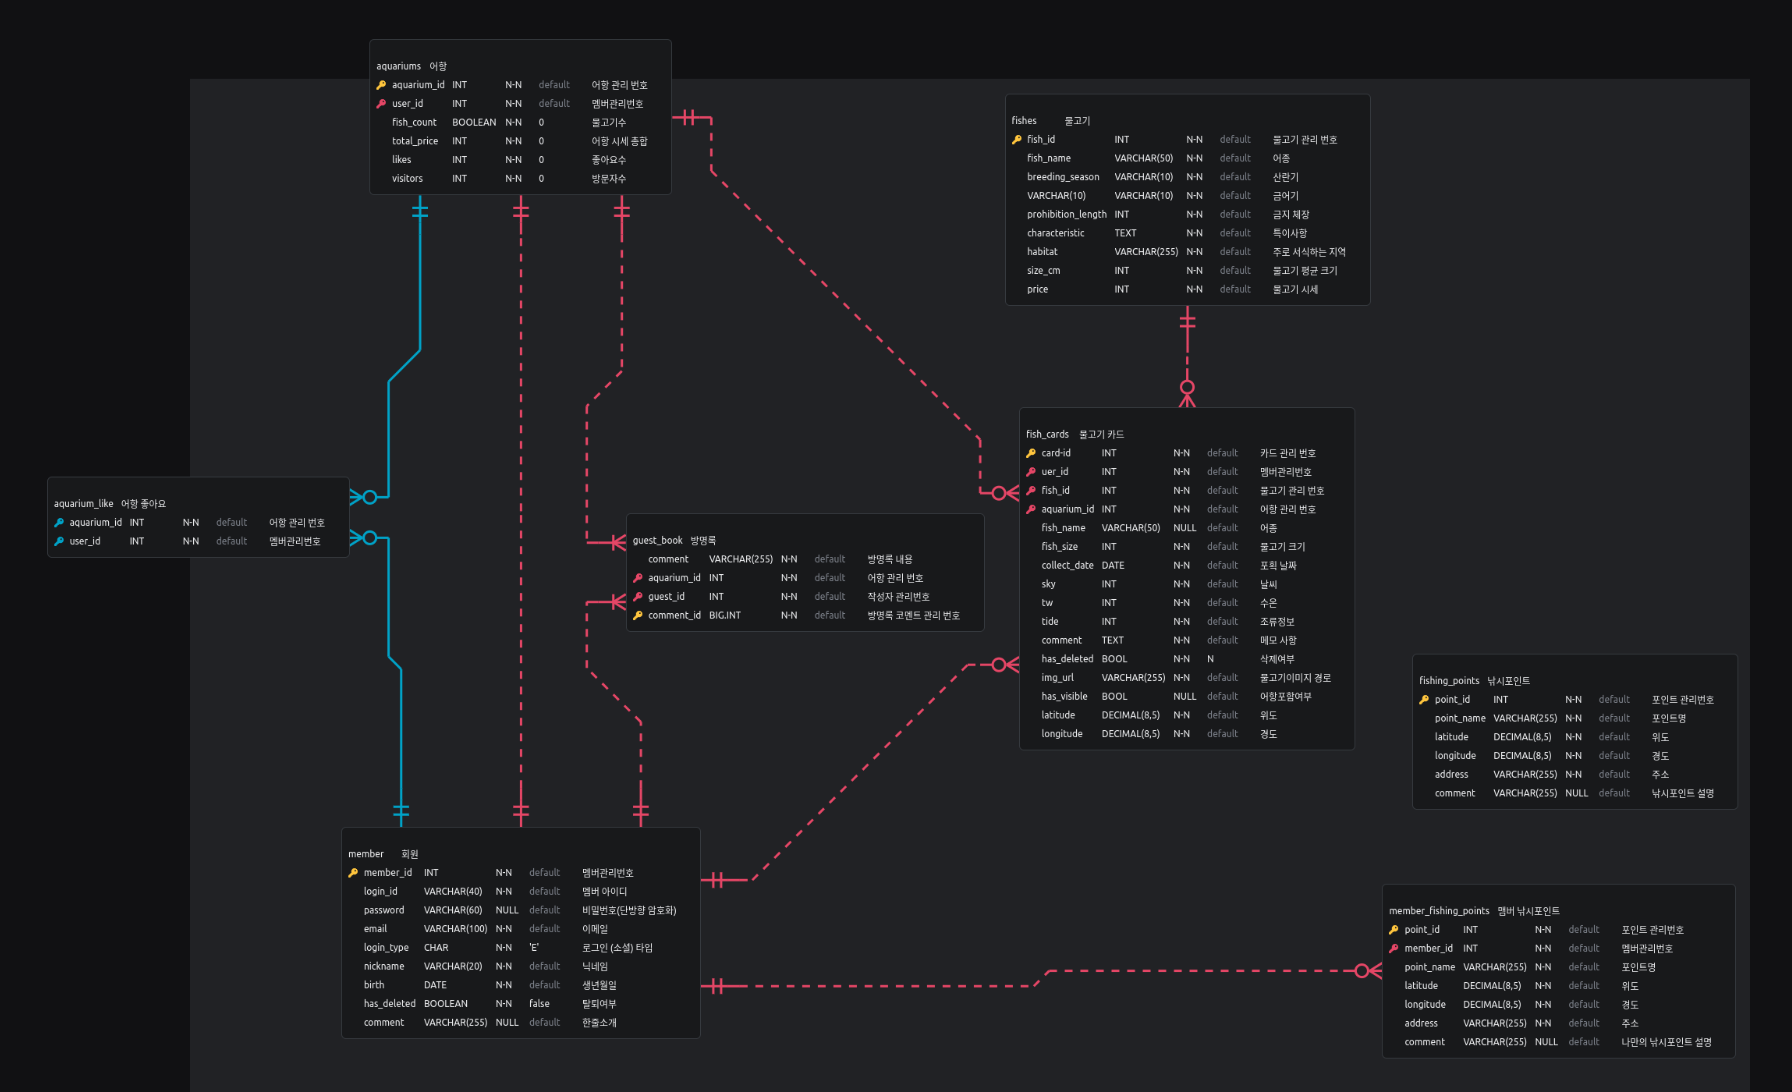 aquariums 어항
aquarium_id INT N-N default 어항 관리 번호
user_id INT N-N default 멤버관리번호
fish_count BOOLEAN N-N 0 물고기수
total_price INT N-N 0 어항 시세 총합
likes INT N-N 0 좋아요수
visitors INT N-N 0 방문자수
fishes 물고기
fish_id INT N-N default 물고기 관리 번호
fish_name VARCHAR(50) N-N default 어종
breeding_season VARCHAR(10) N-N default 산란기
VARCHAR(10) VARCHAR(10) N-N default 금어기
prohibition_length INT N-N default 금지 체장
characteristic TEXT N-N default 특이사항
habitat VARCHAR(255) N-N default 주로 서식하는 지역
size_cm INT N-N default 물고기 평균 크기
price INT N-N default 물고기 시세
fish_cards 물고기 카드
card-id INT N-N default 카드 관리 번호
uer_id INT N-N default 멤버관리번호
fish_id INT N-N default 물고기 관리 번호
aquarium_id INT N-N default 어항 관리 번호
fish_name VARCHAR(50) NULL default 어종
fish_size INT N-N default 물고기 크기
collect_date DATE N-N default 포획 날짜
sky INT N-N default 날씨
tw INT N-N default 수온
tide INT N-N default 조류정보
comment TEXT N-N default 메모 사항
has_deleted BOOL N-N N 삭제여부
img_url VARCHAR(255) N-N default 물고기이미지 경로
has_visible BOOL NULL default 어항포함여부
latitude DECIMAL(8,5) N-N default 위도
longitude DECIMAL(8,5) N-N default 경도
aquarium_like 어항 좋아요
aquarium_id INT N-N default 어항 관리 번호
user_id INT N-N default 멤버관리번호
guest_book 방명록
comment VARCHAR(255) N-N default 방명록 내용
aquarium_id INT N-N default 어항 관리 번호
guest_id INT N-N default 작성자 관리번호
comment_id BIG.INT N-N default 방명록 코멘트 관리 번호
fishing_points 낚시포인트
point_id INT N-N default 포인트 관리번호
point_name VARCHAR(255) N-N default 포인트명
latitude DECIMAL(8,5) N-N default 위도
longitude DECIMAL(8,5) N-N default 경도
address VARCHAR(255) N-N default 주소
comment VARCHAR(255) NULL default 낚시포인트 설명
member 회원
member_id INT N-N default 멤버관리번호
login_id VARCHAR(40) N-N default 멤버 아이디
password VARCHAR(60) NULL default 비밀번호(단방향 암호화)
email VARCHAR(100) N-N default 이메일
login_type CHAR N-N 'E' 로그인 (소셜) 타입
nickname VARCHAR(20) N-N default 닉네임
birth DATE N-N default 생년월일
has_deleted BOOLEAN N-N false 탈퇴여부
comment VARCHAR(255) NULL default 한줄소개
member_fishing_points 멤버 낚시포인트
point_id INT N-N default 포인트 관리번호
member_id INT N-N default 멤버관리번호
point_name VARCHAR(255) N-N default 포인트명
latitude DECIMAL(8,5) N-N default 위도
longitude DECIMAL(8,5) N-N default 경도
address VARCHAR(255) N-N default 주소
comment VARCHAR(255) NULL default 나만의 낚시포인트 설명